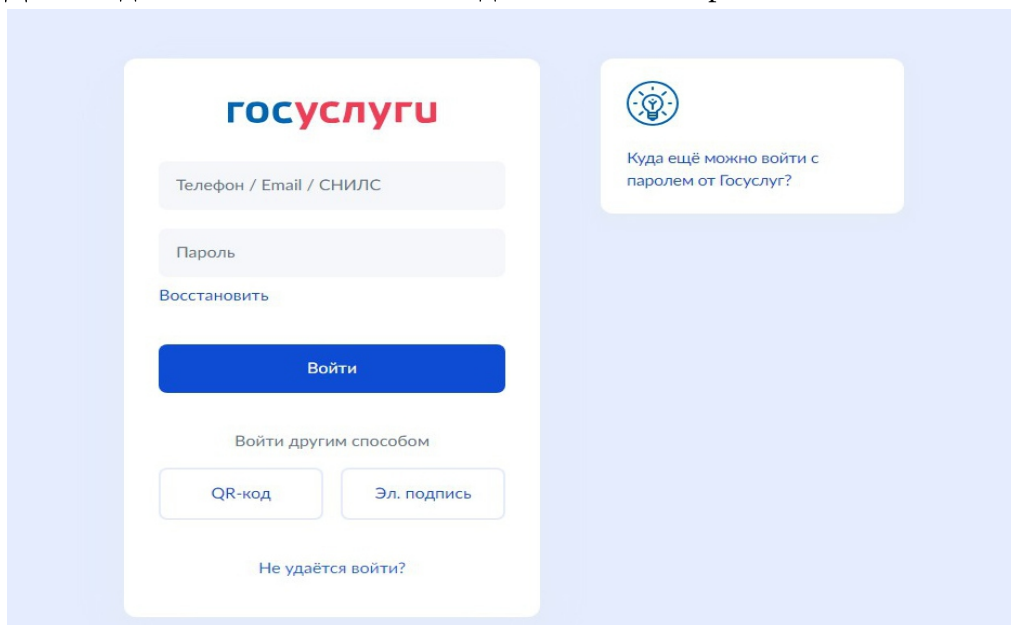 госуслуги
Телефон / Email / СНИЛС
Пароль
Восстановить
Войти
Войти другим способом
QR-код
Эл. подпись
Не удаётся войти?
Куда ещё можно войти с
паролем от Госуслуг?